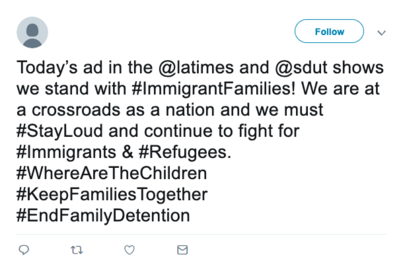 Follow
Today's ad in the @latimes and @sdut shows
we stand with #ImmigrantFamilies! We are at
a crossroads as a nation and we must
#StayLoud and continue to fight for
#Immigrants & #Refugees.
#WhereAreTheChildren
#KeepFamiliesTogether
#EndFamilyDetention